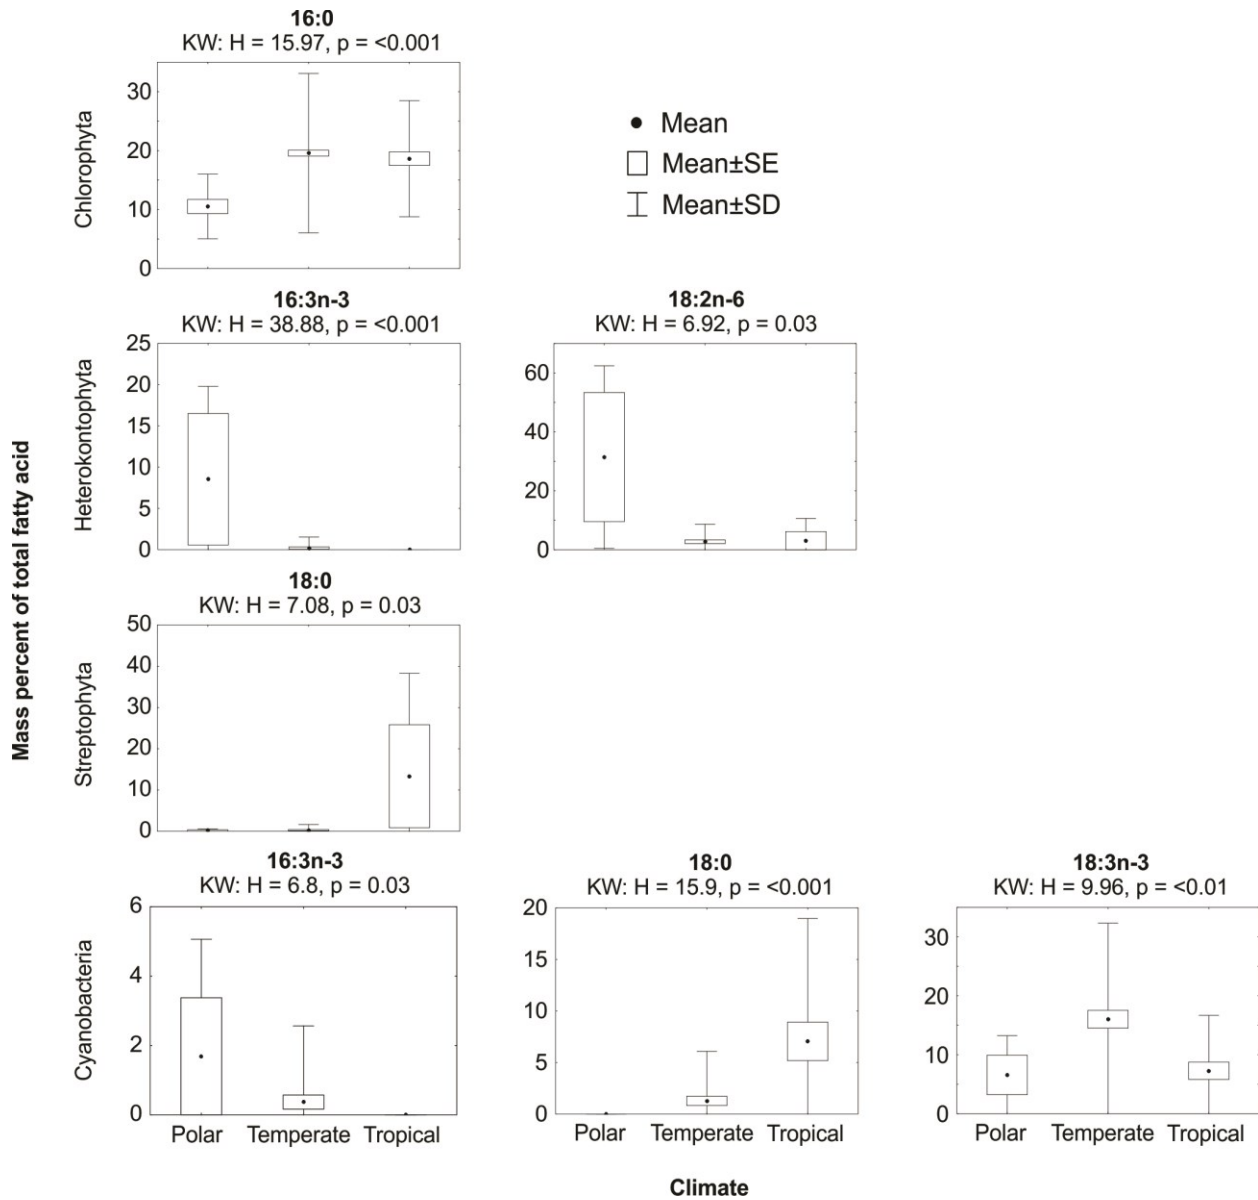 16:0
KW: H = 15.97, p = <0.001
30
20
10
0
Chlorophyta
Mean
Mean±SE
Mean±SD
16:3n-3
KW: H = 38.88, p = <0.001
25
20
15
10
5
0
Heterokontophyta
18:2n-6
KW: H = 6.92, p = 0.03
60
40
20
0
Mass percent of total fatty acid
18:0
KW: H = 7.08, p = 0.03
50
40
30
20
10
0
Streptophyta
16:3n-3
KW: H = 6.8, p = 0.03
6
4
2
0
Cyanobacteria
Polar Temperate Tropical
18:0
KW: H = 15.9, p = <0.001
20
15
10
5
0
Polar Temperate Tropical
18:3n-3
KW: H = 9.96, p = <0.01
30
20
10
0
Polar Temperate Tropical
Climate